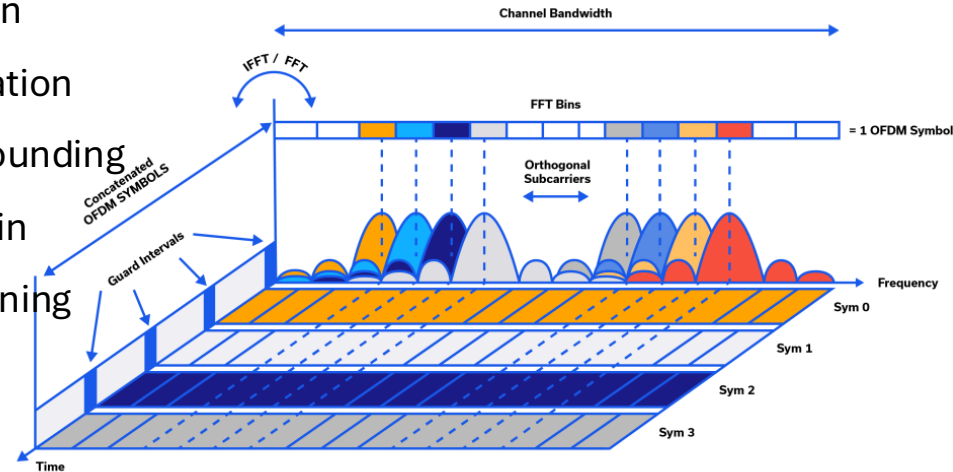 n
ation
ounding
in
ning
Channel Bandwidth
IFFT / FFT
FFT Bins
= 1 OFDM Symbol
Concatenated
OFDM SYMBOLS
Orthogonal
Subcarriers
Guard Intervals
Frequency
Sym 0
Sym 1
Sym 2
Sym 3
Time